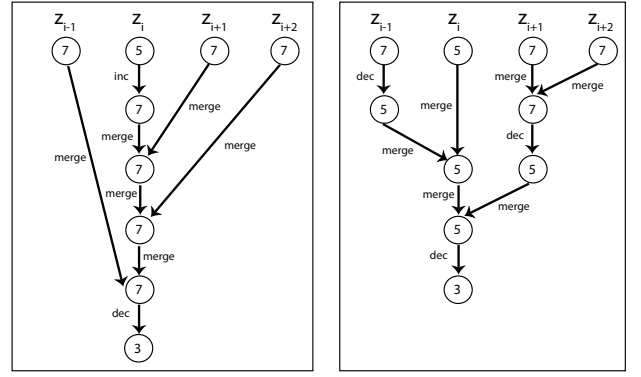 Z_{i-1} Z_i Z_{i+1} Z_{i+2}
7 5 7 7
inc
7
merge merge
7
merge merge merge
7
merge
7
dec
3
Z_{i-1} Z_i Z_{i+1} Z_{i+2}
7 5 7 7
dec merge merge
5 merge 7
merge dec
5 5
merge merge
5
dec
3